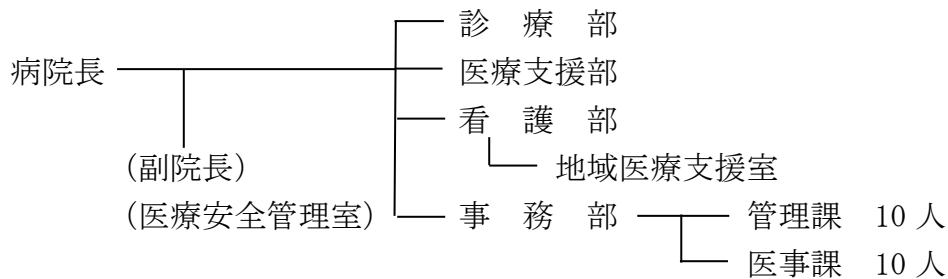 診　療　部
病院長
医療支援部
看　護　部
地域医療支援室
(副院長)
(医療安全管理室)
事　務　部
管理課　10 人
医事課　10 人